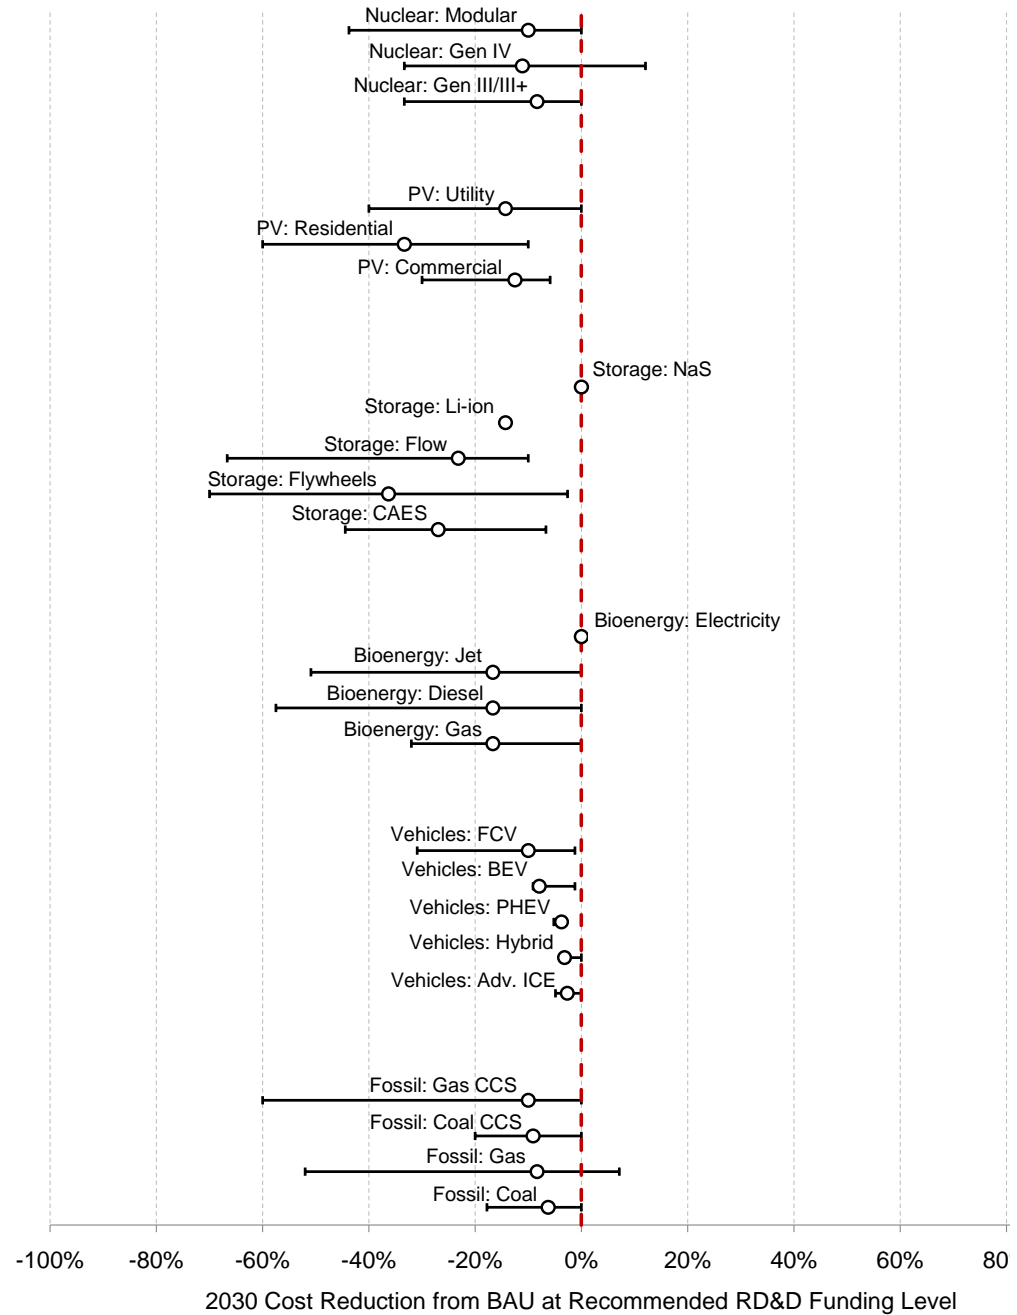 Nuclear: Modular
Nuclear: Gen IV
Nuclear: Gen III/III+
PV: Utility
PV: Residential
PV: Commercial
Storage: NaS
Storage: Li-ion
Storage: Flow
Storage: Flywheels
Storage: CAES
Bioenergy: Electricity
Bioenergy: Jet
Bioenergy: Diesel
Bioenergy: Gas
Vehicles: FCV
Vehicles: BEV
Vehicles: PHEV
Vehicles: Hybrid
Vehicles: Adv. ICE
Fossil: Gas CCS
Fossil: Coal CCS
Fossil: Gas
Fossil: Coal
-100% -80% -60% -40% -20% 0% 20% 40% 60% 80
2030 Cost Reduction from BAU at Recommended RD&D Funding Level